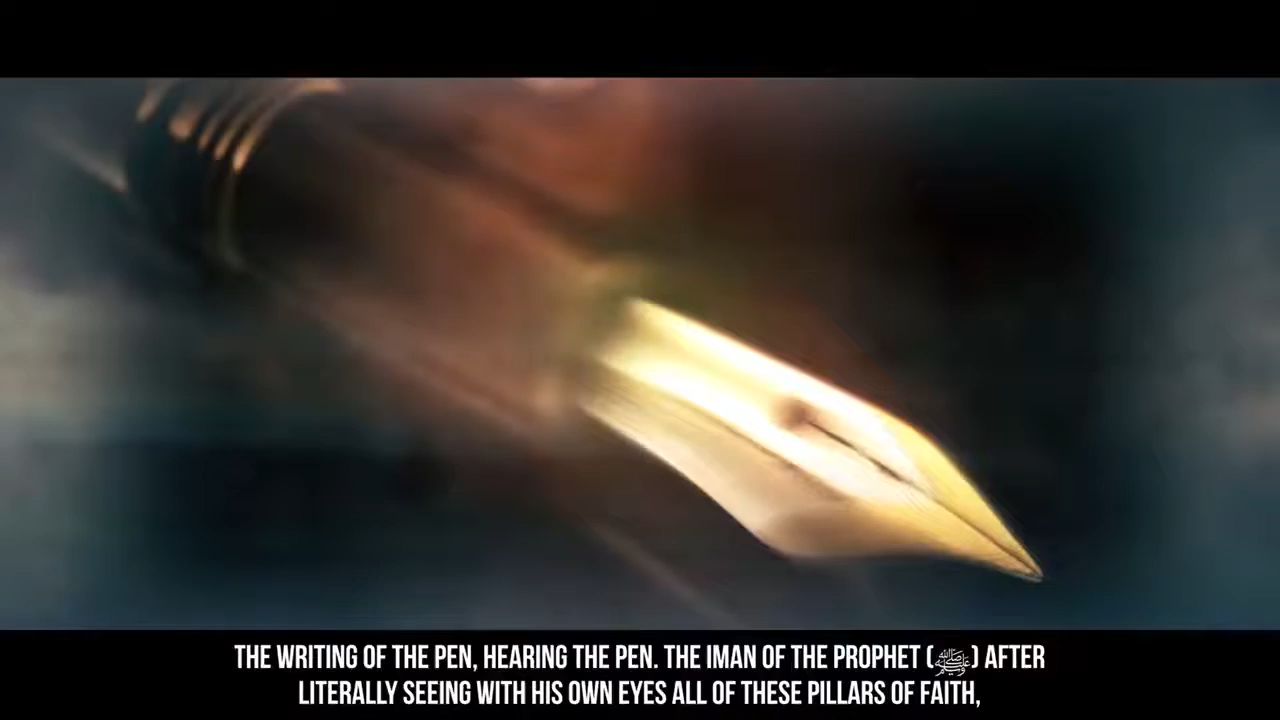 THE WRITING OF THE PEN, HEARING THE PEN. THE IMAN OF THE PROPHET (ﷺ) AFTER
LITERALLY SEEING WITH HIS OWN EYES ALL OF THESE PILLARS OF FAITH,